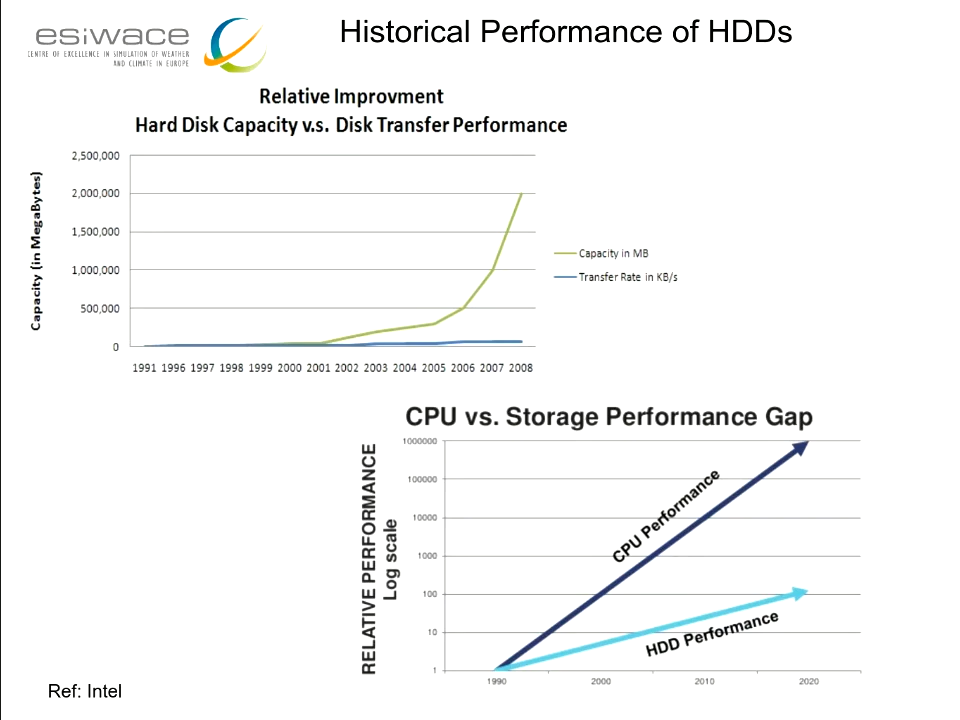 esiwace
CENTRE OF EXCELLENCE IN SIMULATION OF WEATHER
AND CLIMATE IN EUROPE
Historical Performance of HDDs
Relative Improvment
Hard Disk Capacity v.s. Disk Transfer Performance
Capacity (in MegaBytes)
2,500,000
2,000,000
1,500,000
1,000,000
500,000
0
1991 1996 1997 1998 1999 2000 2001 2002 2003 2004 2005 2006 2007 2008
Capacity in MB
Transfer Rate in KB/s
CPU vs. Storage Performance Gap
RELATIVE PERFORMANCE
Log scale
1000000
100000
10000
1000
100
10
1
1990 2000 2010 2020
CPU Performance
HDD Performance
Ref: Intel